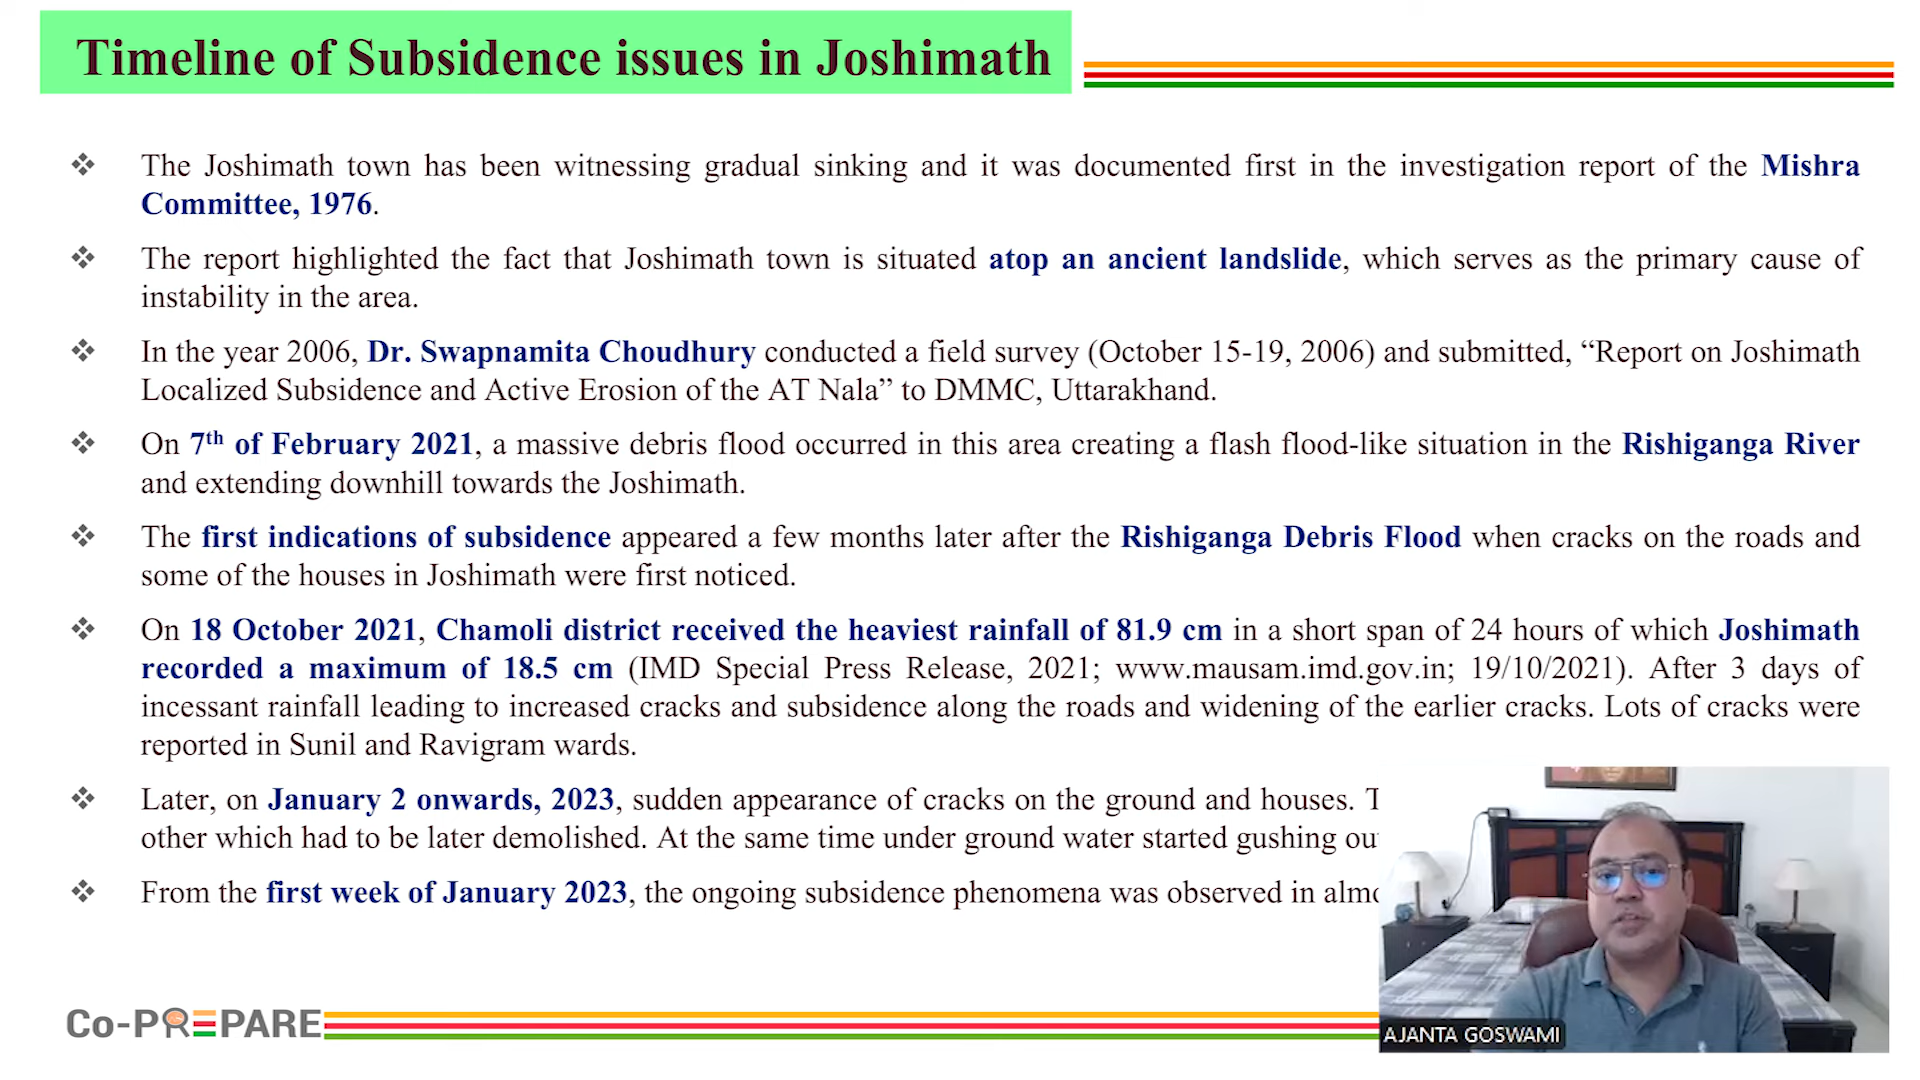 Timeline of Subsidence issues in Joshimath
❖ The Joshimath town has been witnessing gradual sinking and it was documented first in the investigation report of the Mishra
Committee, 1976.
❖ The report highlighted the fact that Joshimath town is situated atop an ancient landslide, which serves as the primary cause of
instability in the area.
❖ In the year 2006, Dr. Swapnamita Choudhury conducted a field survey (October 15-19, 2006) and submitted, “Report on Joshimath
Localized Subsidence and Active Erosion of the AT Nala” to DMMC, Uttarakhand.
❖ On 7th of February 2021, a massive debris flood occurred in this area creating a flash flood-like situation in the Rishiganga River
and extending downhill towards the Joshimath.
❖ The first indications of subsidence appeared a few months later after the Rishiganga Debris Flood when cracks on the roads and
some of the houses in Joshimath were first noticed.
❖ On 18 October 2021, Chamoli district received the heaviest rainfall of 81.9 cm in a short span of 24 hours of which Joshimath
recorded a maximum of 18.5 cm (IMD Special Press Release, 2021; www.mausam.imd.gov.in; 19/10/2021). After 3 days of
incessant rainfall leading to increased cracks and subsidence along the roads and widening of the earlier cracks. Lots of cracks were
reported in Sunil and Ravigram wards.
❖ Later, on January 2 onwards, 2023, sudden appearance of cracks on the ground and houses.
other which had to be later demolished. At the same time under ground water started gushing
❖ From the first week of January 2023, the ongoing subsidence phenomena was observed in
Co-PREPARE
AJANTA GOSWAMI